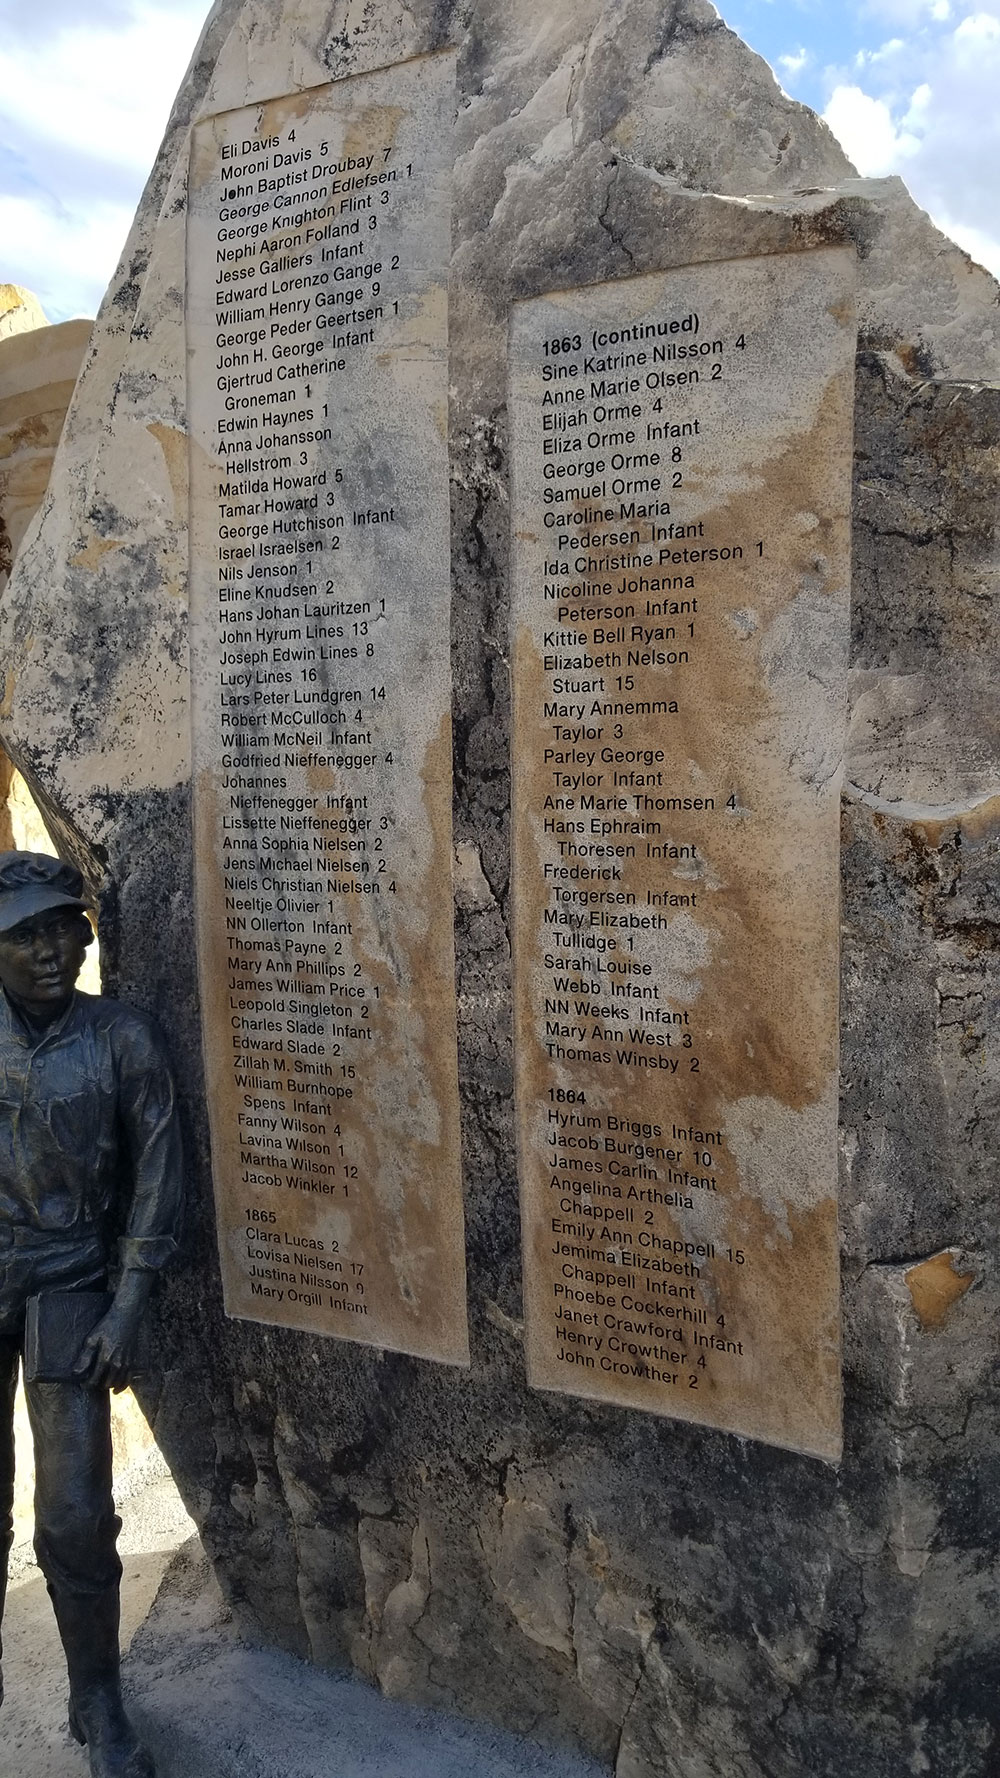 Eli Davis 4
Moroni Davis 5
John Baptist Droubay 7
George Cannon Edlefsen 1
George Knighton Flint 3
Nephi Aaron Folland 3
Jesse Galliers Infant
Edward Lorenzo Gange 2
William Henry Gange 9
George Peder Geertsen 1
John H. George Infant
Gjertrud Catherine
Groneman 1
Edwin Haynes 1
Anna Johansson
Hellstrom 3
Matilda Howard 5
Tamar Howard 3
George Hutchison Infant
Israel Israelsen 2
Nils Jenson 1
Eline Knudsen 2
Hans Johan Lauritzen 1
John Hyrum Lines 13
Joseph Edwin Lines 8
Lucy Lines 16
Lars Peter Lundgren 14
Robert McCulloch 4
William McNeil Infant
Godfried Nieffenegger 4
Johannes
Nieffenegger Infant
Lissette Nieffenegger 3
Anna Sophia Nielsen 2
Jens Michael Nielsen 2
Niels Christian Nielsen 4
Neeltje Olivier 1
NN Ollerton Infant
Thomas Payne 2
Mary Ann Phillips 2
James William Price 1
Leopold Singleton 2
Charles Slade Infant
Edward Slade 2
Zillah M. Smith 15
William Burnhope
Spens Infant
Fanny Wilson 4
Lavina Wilson 1
Martha Wilson 12
Jacob Winkler 1
1865
Clara Lucas 2
Lovisa Nielsen 17
Justina Nilsson 9
Mary Orgill Infant
1863 (continued)
Sine Katrine Nilsson 4
Anne Marie Olsen 2
Elijah Orme 4
Eliza Orme Infant
George Orme 8
Samuel Orme 2
Caroline Maria
Pedersen Infant
Ida Christine Peterson 1
Nicoline Johanna
Peterson Infant
Kittie Bell Ryan 1
Elizabeth Nelson
Stuart 15
Mary Annemma
Taylor 3
Parley George
Taylor Infant
Ane Marie Thomsen 4
Hans Ephraim
Thoresen Infant
Frederick
Torgersen Infant
Mary Elizabeth
Tullidge 1
Sarah Louise
Webb Infant
NN Weeks Infant
Mary Ann West 3
Thomas Winsby 2
1864
Hyrum Briggs Infant
Jacob Burgener 10
James Carlin Infant
Angelina Arthelia
Chappell 2
Emily Ann Chappell 15
Jemima Elizabeth
Chappell Infant
Phoebe Cockerhill 4
Janet Crawford Infant
Henry Crowther 4
John Crowther 2